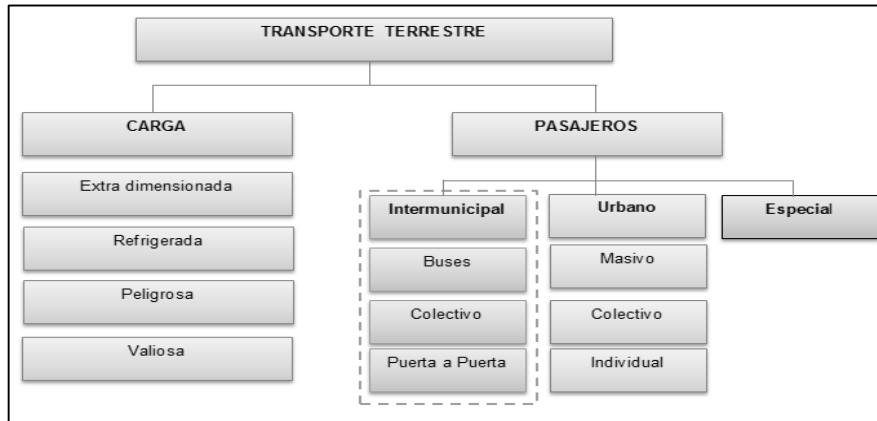 TRANSPORTE TERRESTRE
CARGA
PASAJEROS
Extra dimensionada
Refrigerada
Peligrosa
Valiosa
Intermunicipal
Buses
Colectivo
Puerta a Puerta
Urbano
Masivo
Colectivo
Individual
Especial